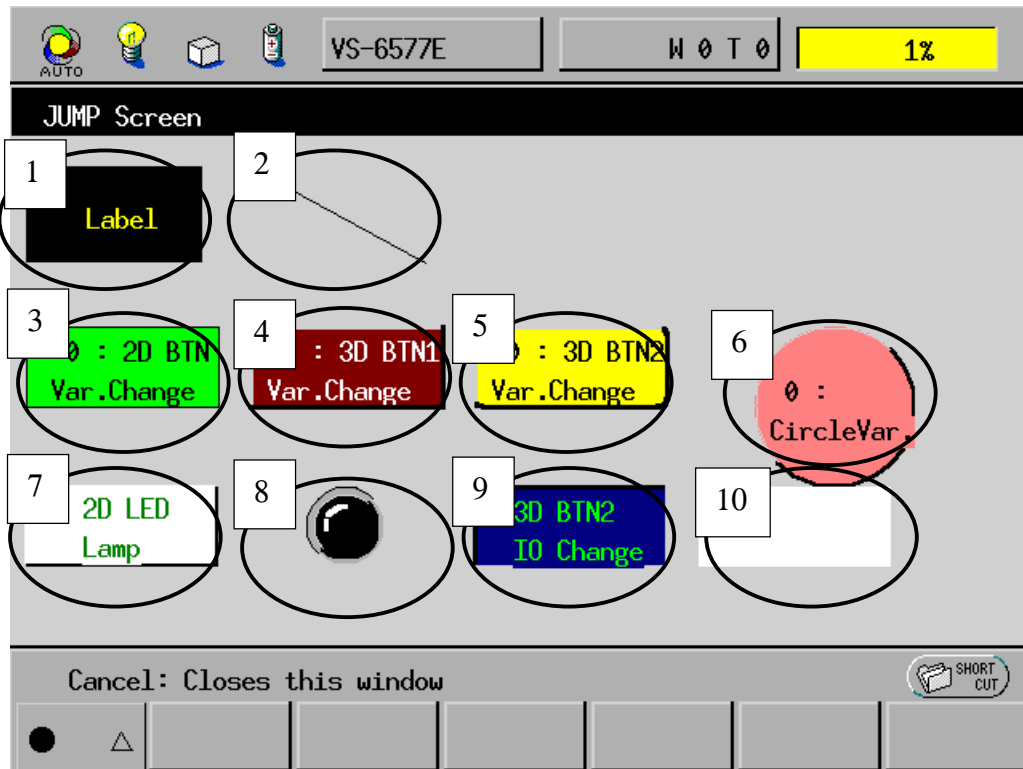 AUTO
VS-6577E
W 0 T 0
1%
JUMP Screen
1
2
Label
3
4
5
6
0 : 2D BTN
Var.Change
: 3D BTN1
Var.Change
: 3D BTN2
Var.Change
0 :
CircleVar.
7
8
9
10
2D LED
Lamp
3D BTN2
IO Change
Cancel: Closes this window
SHORT
CUT